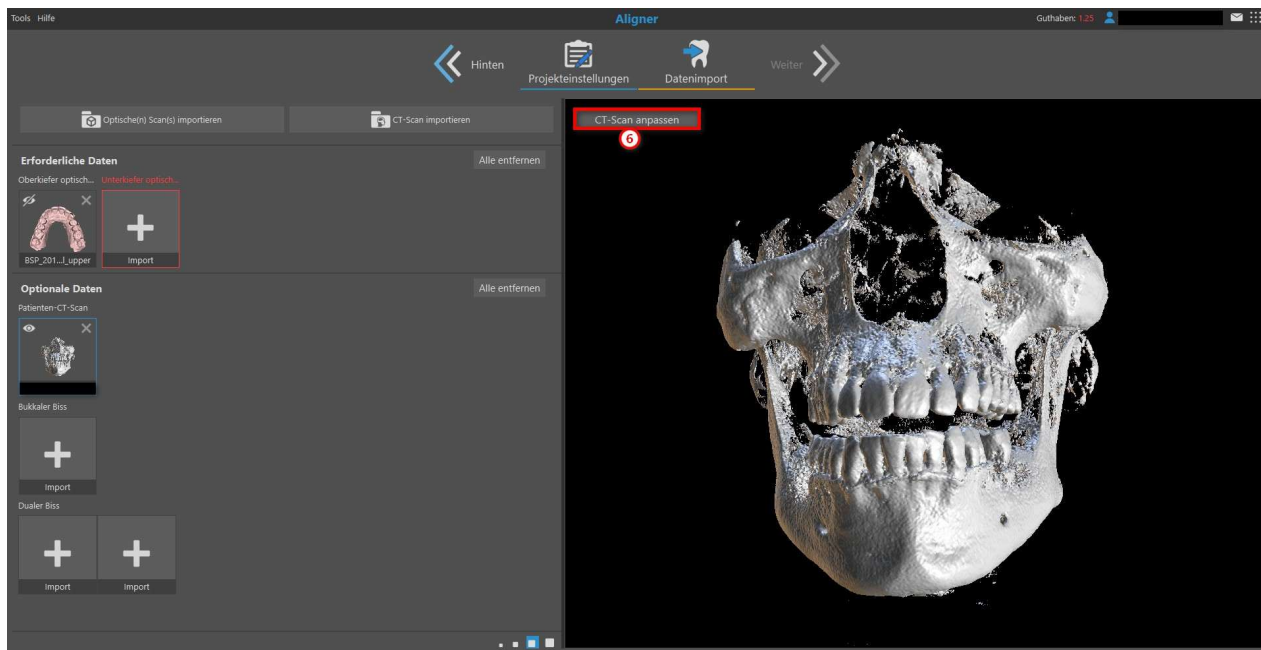 Tools Hilfe
Aligner
Guthaben: 1.25
Hinten
Projekteinstellungen
Datenimport
Weiter
Optische(n) Scan(s) importieren
CT-Scan importieren
CT-Scan anpassen
6
Erforderliche Daten
Alle entfernen
Oberkiefer optisch... Unterkiefer optisch...
BSP_201...l_upper
Import
Optionale Daten
Alle entfernen
Patienten-CT-Scan
Bukkaler Biss
Import
Dualer Biss
Import
Import